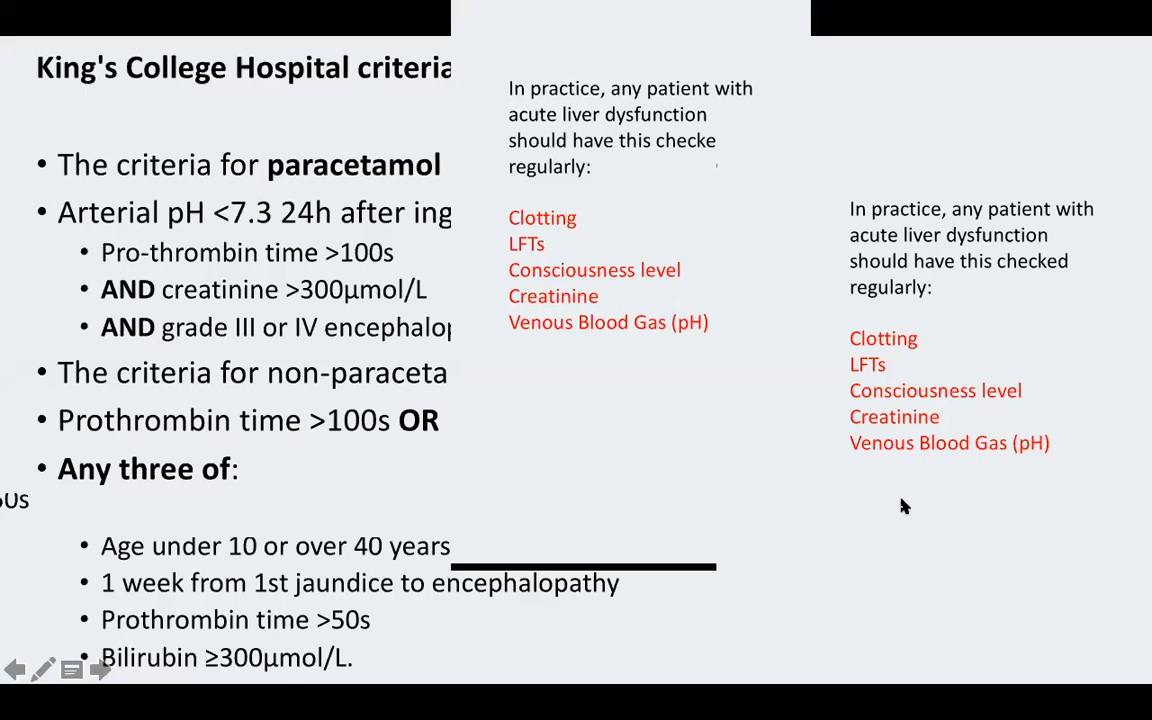 King's College Hospital criteria
The criteria for paracetamol
Arterial pH <7.3 24h after ing
Pro-thrombin time >100s
AND creatinine >300μmol/L
AND grade III or IV encephalop
The criteria for non-paraceta
Prothrombin time >100s OR
Any three of:
Us
Age under 10 or over 40 years
1 week from 1st jaundice to encephalopathy
Prothrombin time >50s
Bilirubin ≥300μmol/L.
In practice, any patient with
acute liver dysfunction
should have this checke
regularly:
Clotting
LFTs
Consciousness level
Creatinine
Venous Blood Gas (pH)
In practice, any patient with
acute liver dysfunction
should have this checked
regularly:
Clotting
LFTs
Consciousness level
Creatinine
Venous Blood Gas (pH)